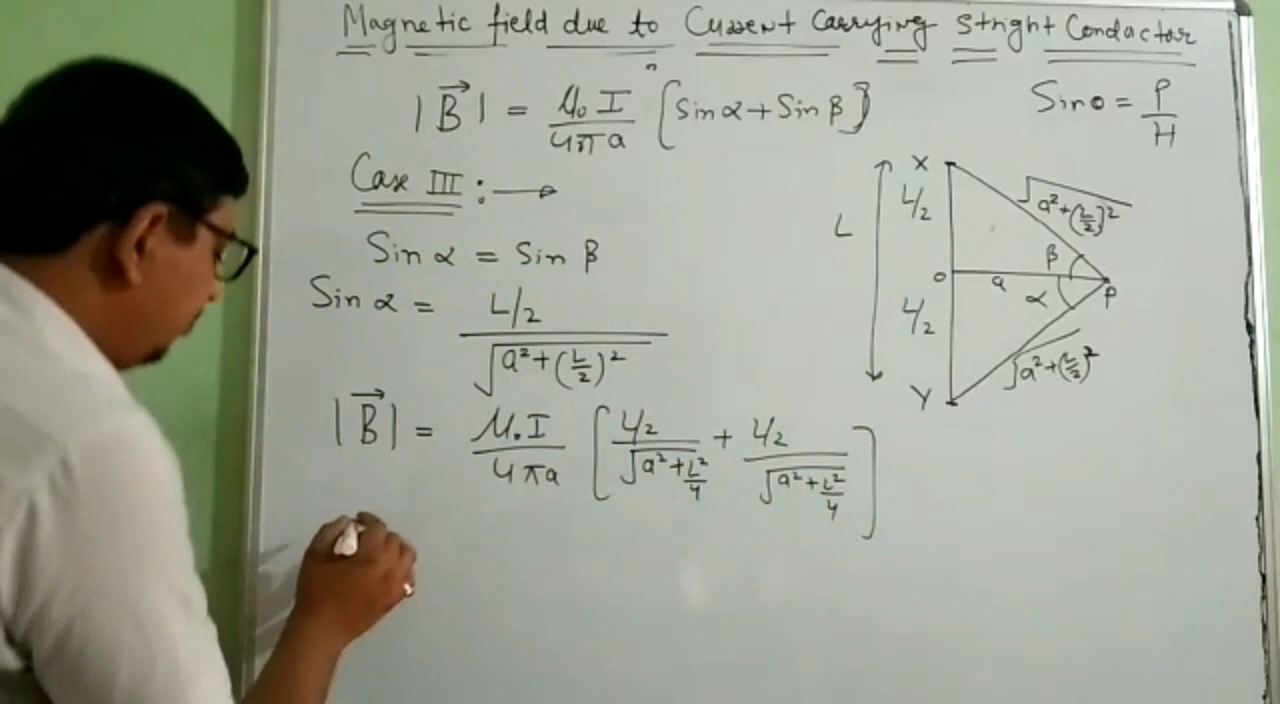 Magnetic field due to Current Carrying Stright Conductor
|B⃗| = μ₀I/4πa [Sin α + Sin β]
Sin θ = P/H
Case III :→
Sin α = Sin β
Sin α = L/2 / √(a²+(L/2)²)
|B⃗| = μ₀I/4πa [L/2 / √(a²+L²/4) + L/2 / √(a²+L²/4)]
X
L/2
√(a²+(L/2)²)
L
β
O
a
P
α
L/2
√(a²+(L/2)²)
Y